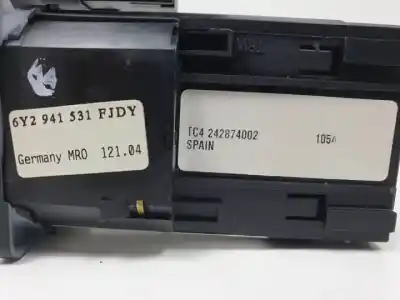 6Y2 941 531 FJDY
Germany MRO 121.04
TC4 242874002 105A
SPAIN